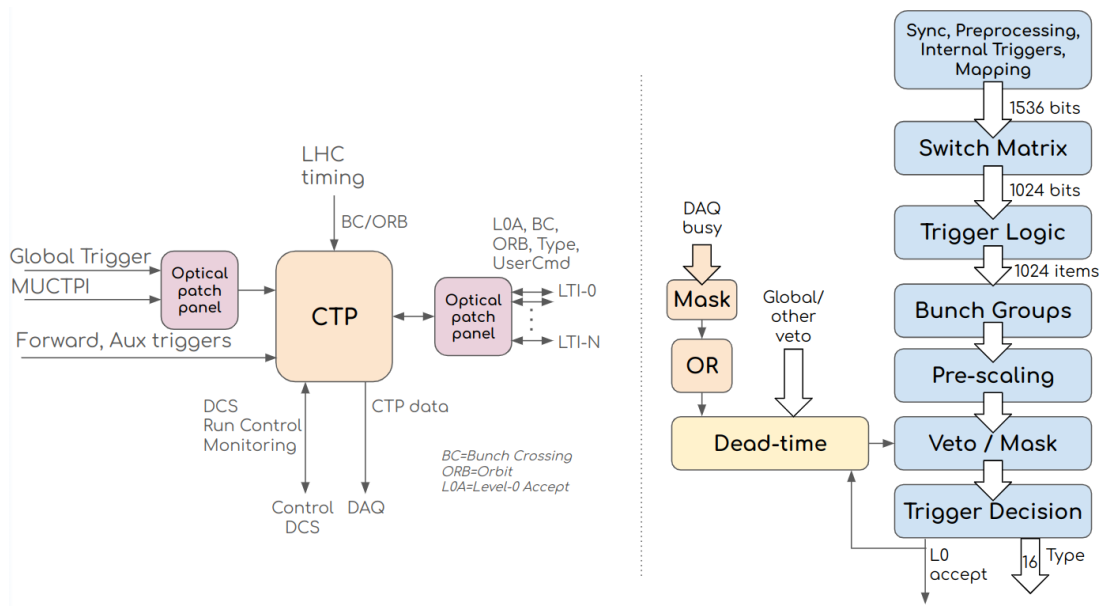 LHC
timing
BC/ORB
Global Trigger
MUCTPI
Optical
patch
panel
Forward, Aux triggers
CTP
L0A, BC,
ORB, Type,
UserCmd
Optical
patch
panel
LTI-0
LTI-N
DCS
Run Control
Monitoring
CTP data
Control
DCS
DAQ
BC=Bunch Crossing
ORB=Orbit
L0A=Level-0 Accept
Sync, Preprocessing,
Internal Triggers,
Mapping
1536 bits
Switch Matrix
1024 bits
Trigger Logic
1024 items
Bunch Groups
Pre-scaling
DAQ
busy
Mask
OR
Global/
other
veto
Dead-time
Veto / Mask
Trigger Decision
L0
accept
16
Type